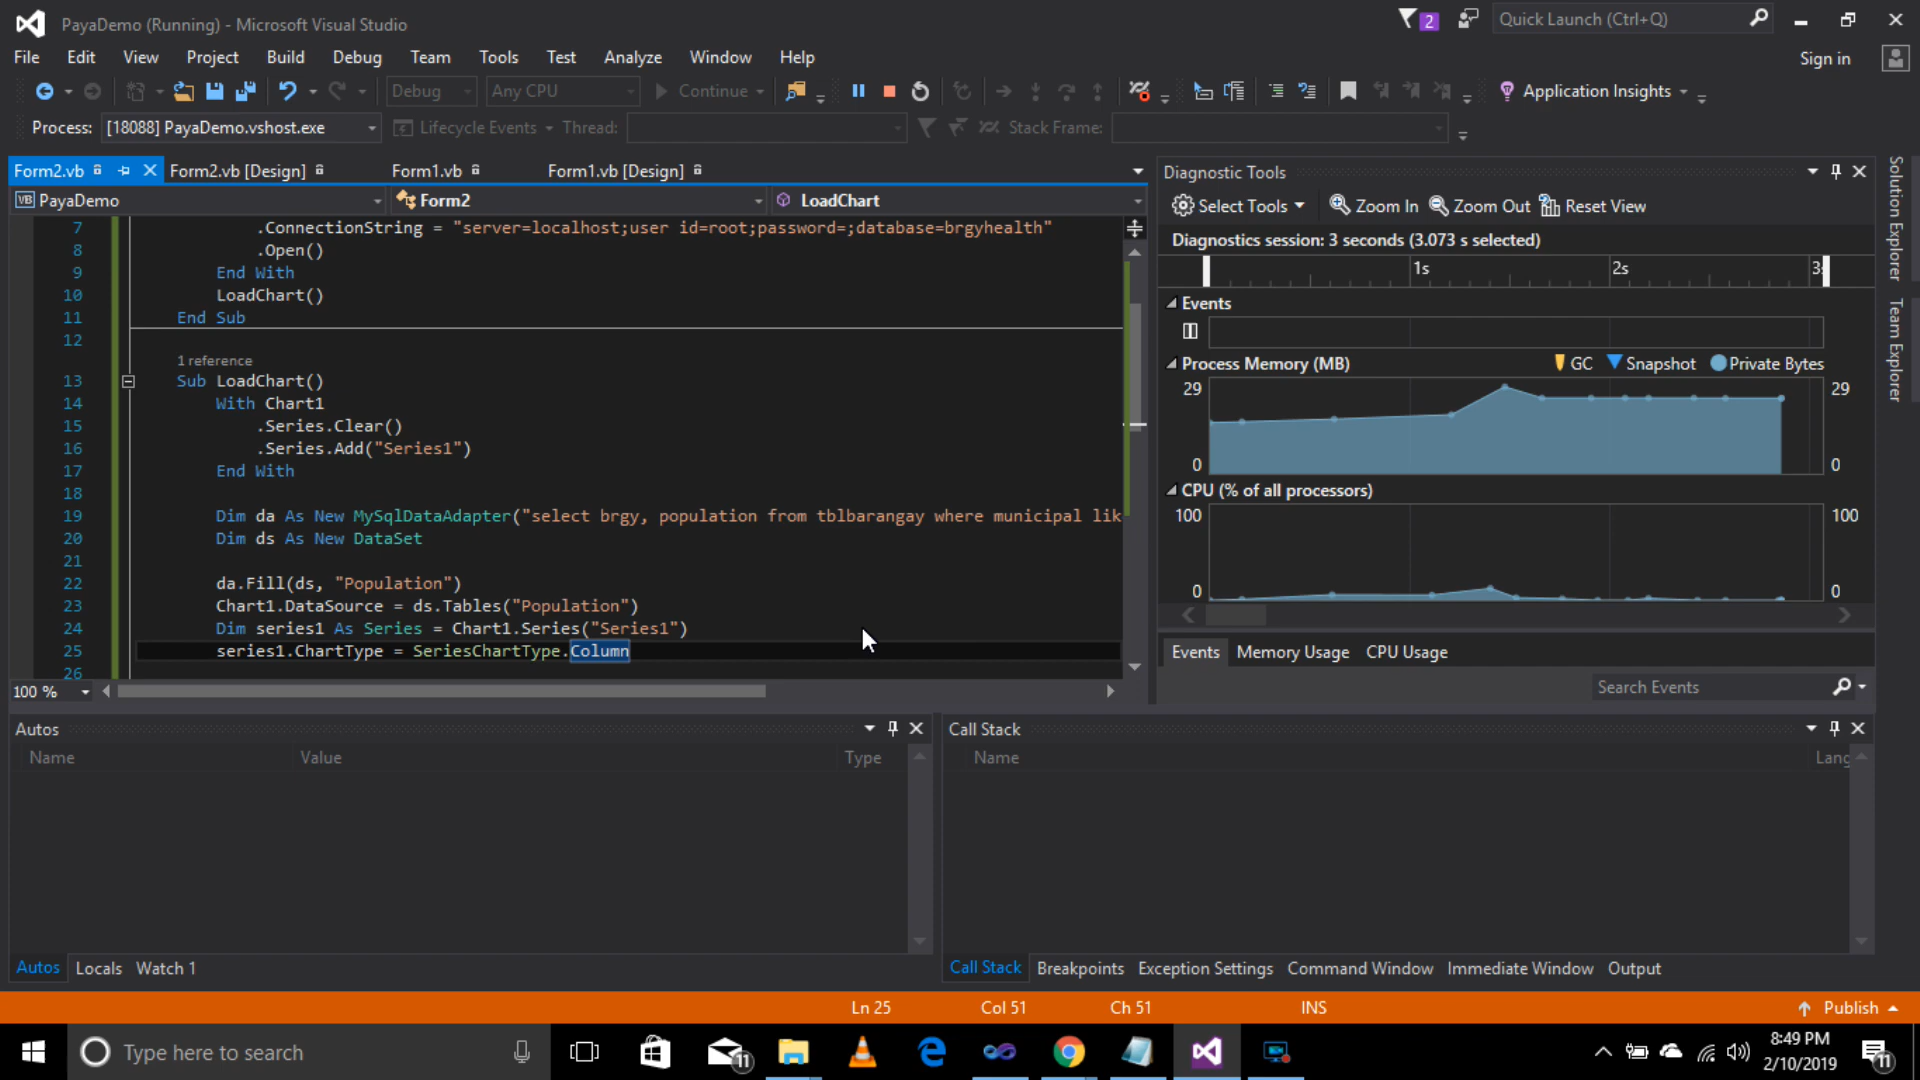 PayaDemo (Running) - Microsoft Visual Studio
2
Quick Launch (Ctrl+Q)
File Edit View Project Build Debug Team Tools Test Analyze Window Help
Sign in
Debug Any CPU Continue Application Insights
Process: [18088] PayaDemo.vshost.exe Lifecycle Events Thread: Stack Frame:
Form2.vb Form2.vb [Design] Form1.vb Form1.vb [Design]
VB PayaDemo Form2 LoadChart
7 .ConnectionString = "server=localhost;user id=root;password=;database=brgyhealth"
8 .Open()
9 End With
10 LoadChart()
11 End Sub
12
1 reference
13 Sub LoadChart()
14 With Chart1
15 .Series.Clear()
16 .Series.Add("Series1")
17 End With
18
19 Dim da As New MySqlDataAdapter("select brgy, population from tblbarangay where municipal lik
20 Dim ds As New DataSet
21
22 da.Fill(ds, "Population")
23 Chart1.DataSource = ds.Tables("Population")
24 Dim series1 As Series = Chart1.Series("Series1")
25 series1.ChartType = SeriesChartType.Column
26
100 %
Diagnostic Tools
Select Tools Zoom In Zoom Out Reset View
Diagnostics session: 3 seconds (3.073 s selected)
1s 2s 3s
Events
Process Memory (MB) GC Snapshot Private Bytes
29 29
0 0
CPU (% of all processors)
100 100
0 0
Events Memory Usage CPU Usage
Search Events
Solution Explorer
Team Explorer
Autos
Name Value Type
Autos Locals Watch 1
Call Stack
Name Lang
Call Stack Breakpoints Exception Settings Command Window Immediate Window Output
Ln 25 Col 51 Ch 51 INS Publish
Type here to search
11
8:49 PM
2/10/2019
11